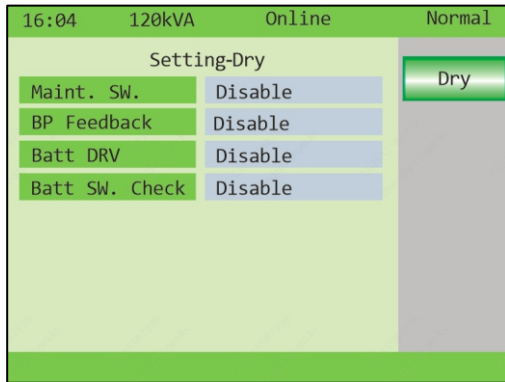 16:04 120kVA Online Normal
Setting-Dry
Dry
Maint. SW. Disable
BP Feedback Disable
Batt DRV Disable
Batt SW. Check Disable